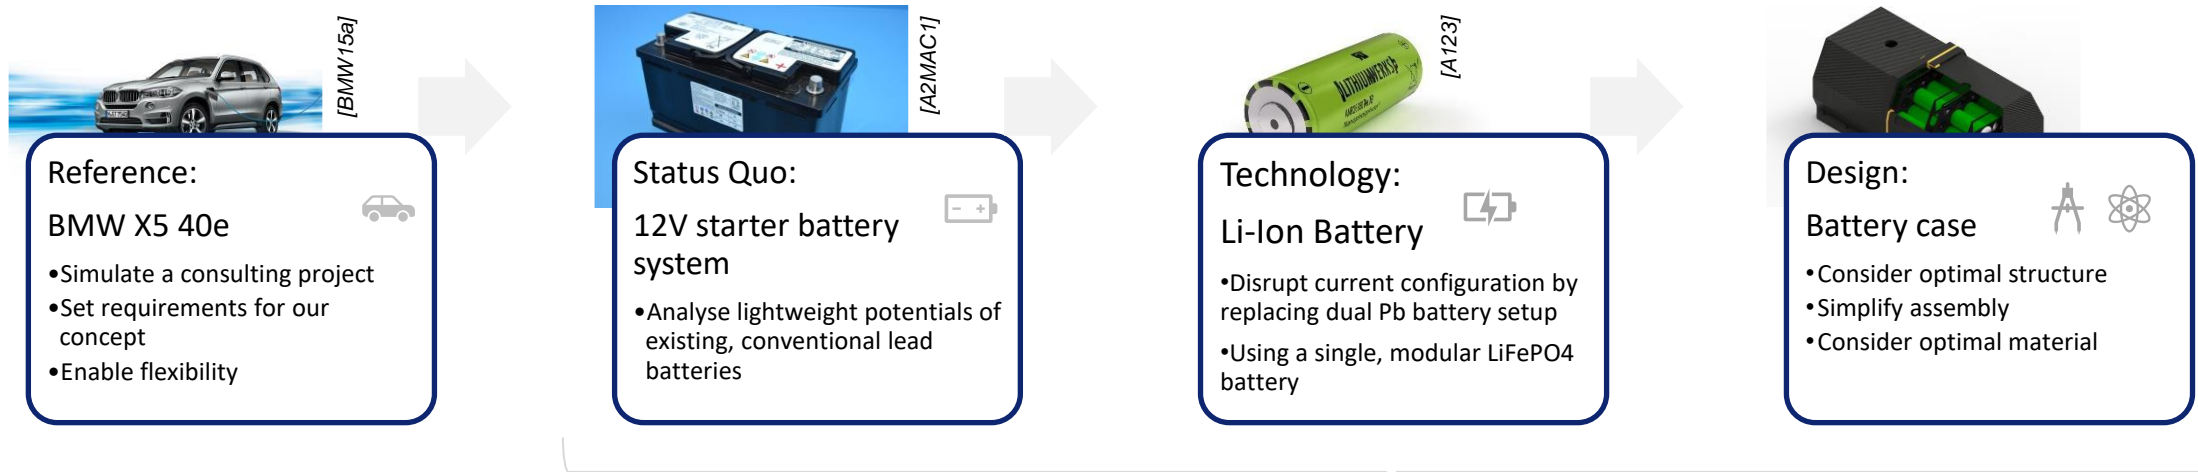 [BMW15a]
Reference:
BMW X5 40e
•Simulate a consulting project
•Set requirements for our
concept
•Enable flexibility
[A2MAC1]
Status Quo:
12V starter battery
system
•Analyse lightweight potentials of
existing, conventional lead
batteries
[A123]
LITHIUMWERKS
Technology:
Li-Ion Battery
•Disrupt current configuration by
replacing dual Pb battery setup
•Using a single, modular LiFePO4
battery
Design:
Battery case
•Consider optimal structure
•Simplify assembly
•Consider optimal material